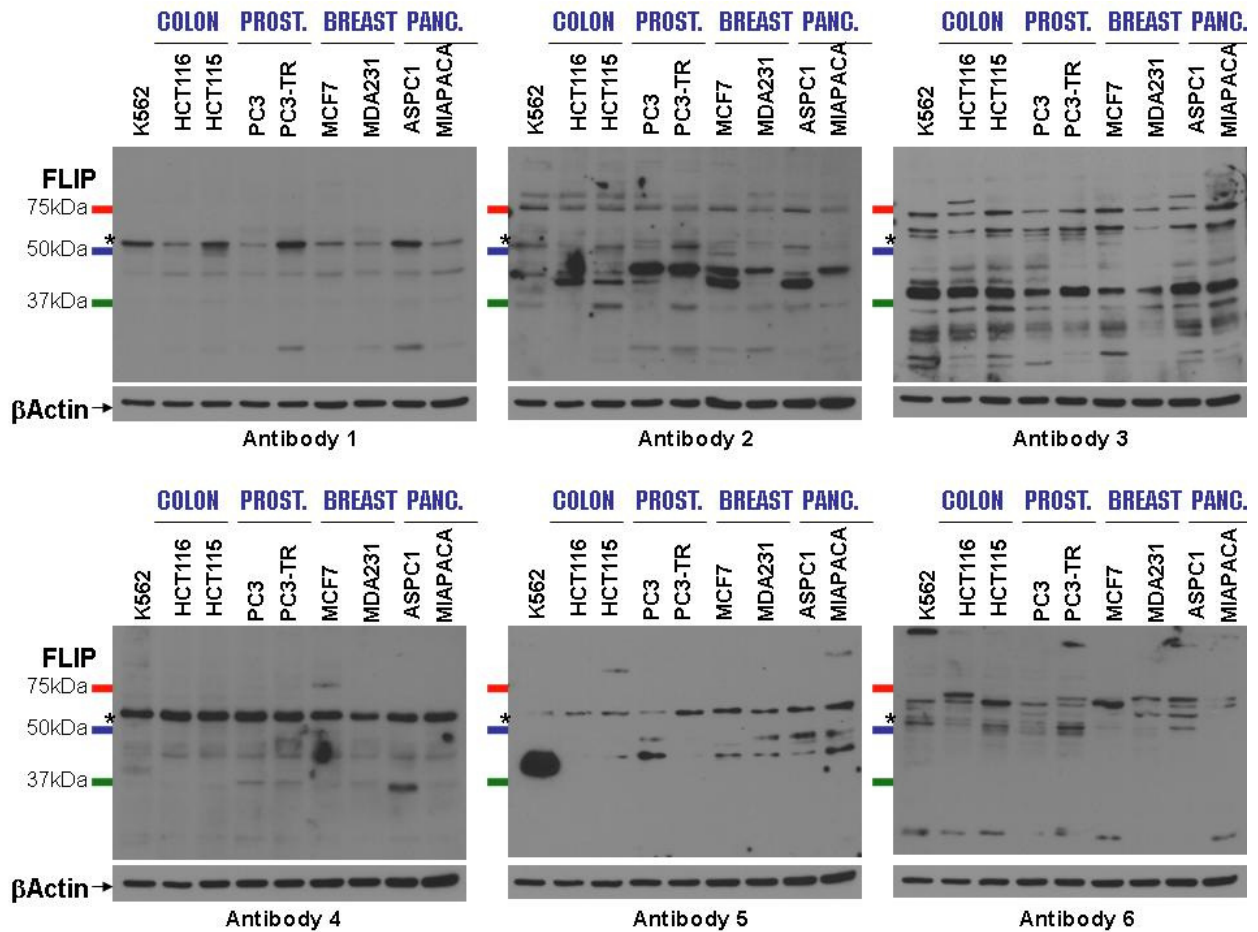 COLON PROST. BREAST PANC. COLON PROST. BREAST PANC. COLON PROST. BREAST PANC.
K562 HCT116 HCT115 PC3 PC3-TR MCF7 MDA231 ASPC1 MIAPACA K562 HCT116 HCT115 PC3 PC3-TR MCF7 MDA231 ASPC1 MIAPACA K562 HCT116 HCT115 PC3 PC3-TR MCF7 MDA231 ASPC1 MIAPACA
FLIP
75kDa
* * *
50kDa
37kDa
βActin→
Antibody 1 Antibody 2 Antibody 3
COLON PROST. BREAST PANC. COLON PROST. BREAST PANC. COLON PROST. BREAST PANC.
K562 HCT116 HCT115 PC3 PC3-TR MCF7 MDA231 ASPC1 MIAPACA K562 HCT116 HCT115 PC3 PC3-TR MCF7 MDA231 ASPC1 MIAPACA K562 HCT116 HCT115 PC3 PC3-TR MCF7 MDA231 ASPC1 MIAPACA
FLIP
75kDa
* * *
50kDa
37kDa
βActin→
Antibody 4 Antibody 5 Antibody 6